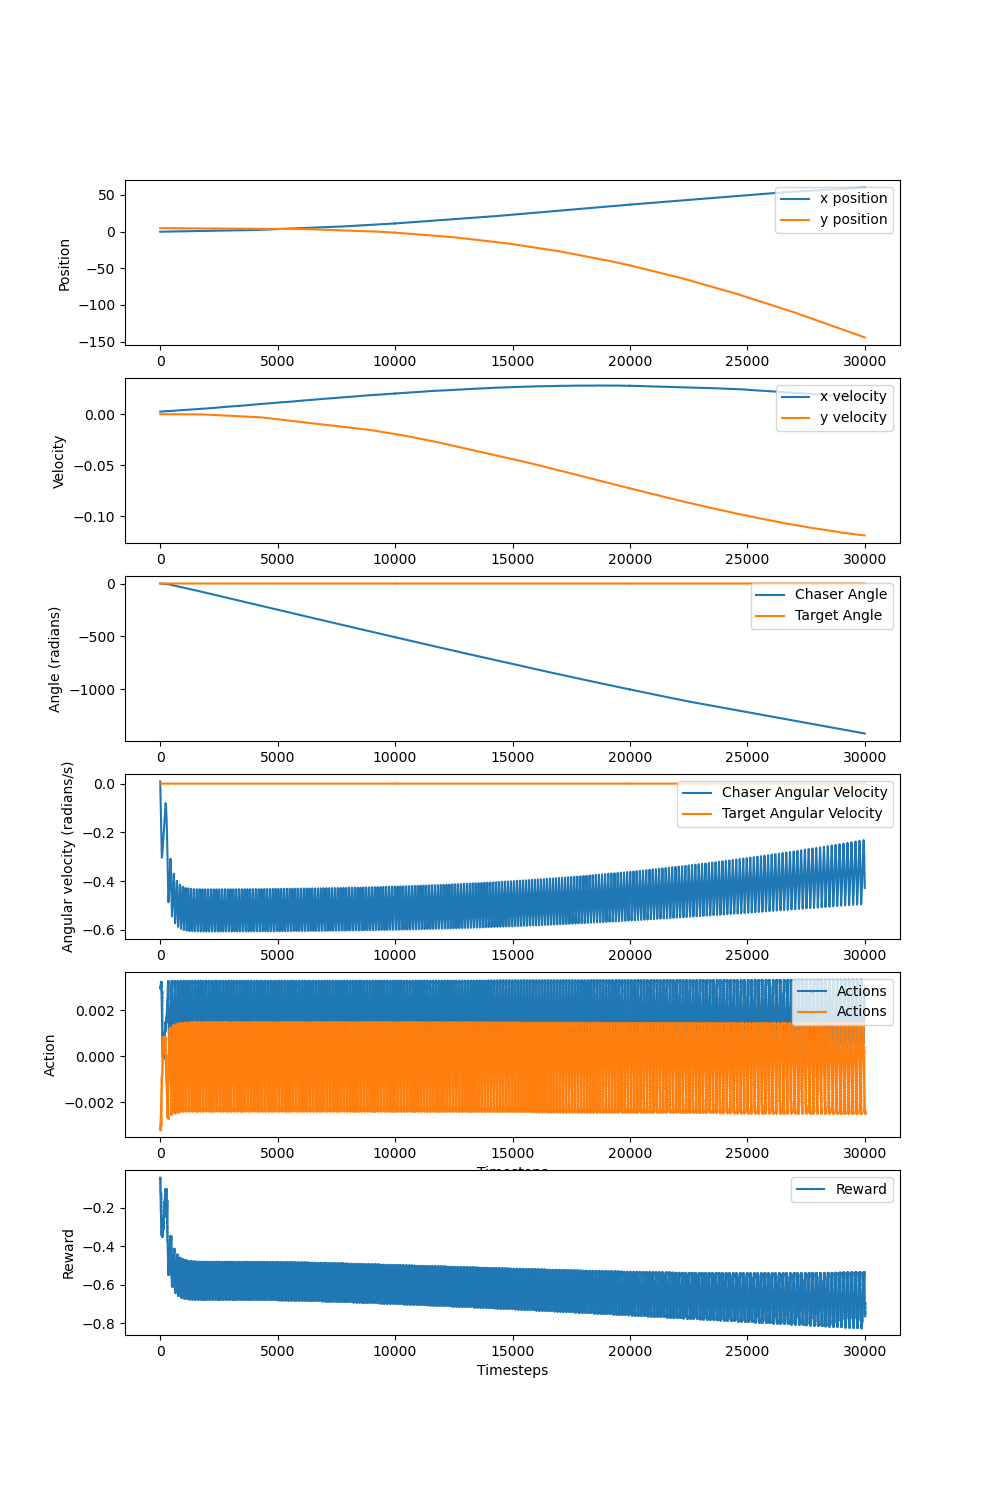 Position
50
0
−50
−100
−150
x position
y position
0 5000 10000 15000 20000 25000 30000
Velocity
0.00
−0.05
−0.10
x velocity
y velocity
0 5000 10000 15000 20000 25000 30000
Angle (radians)
0
−500
−1000
Chaser Angle
Target Angle
0 5000 10000 15000 20000 25000 30000
Angular velocity (radians/s)
0.0
−0.2
−0.4
−0.6
Chaser Angular Velocity
Target Angular Velocity
0 5000 10000 15000 20000 25000 30000
Action
0.002
0.000
−0.002
Actions
Actions
0 5000 10000 15000 20000 25000 30000
Timesteps
Reward
−0.2
−0.4
−0.6
−0.8
Reward
0 5000 10000 15000 20000 25000 30000
Timesteps